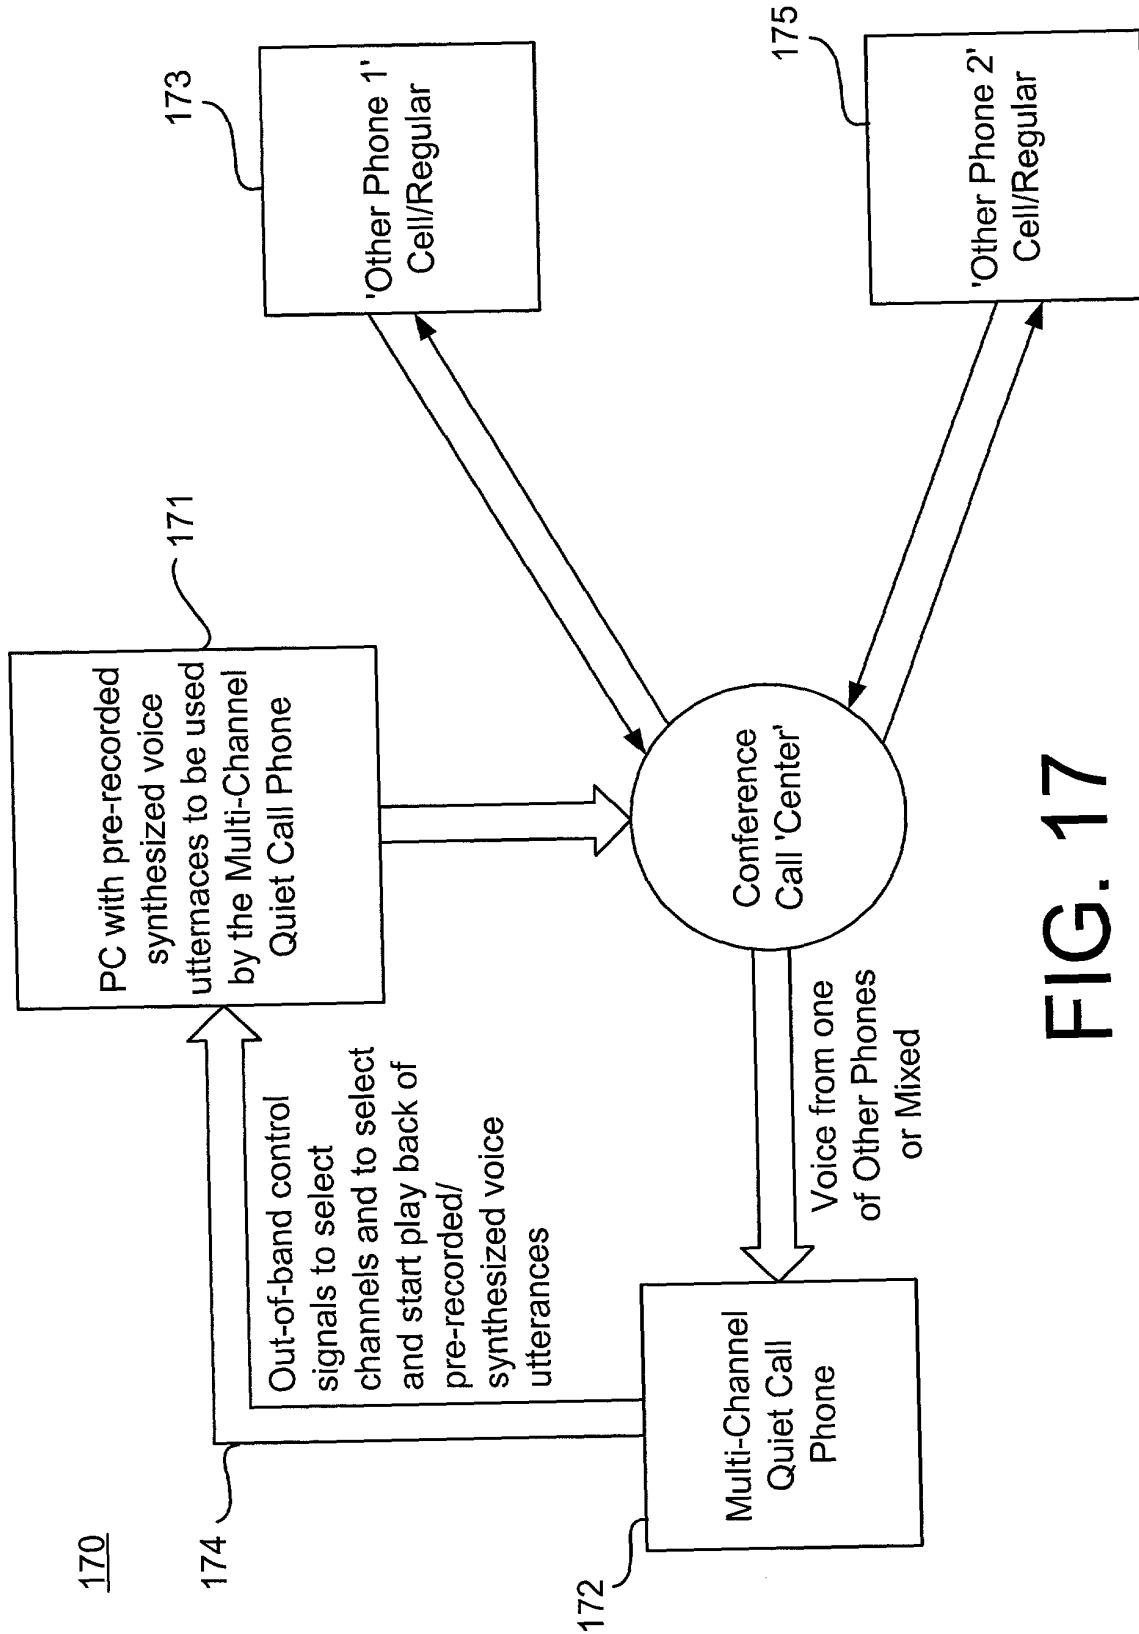 170
174
172
Out-of-band control
signals to select
channels and to select
and start play back of
pre-recorded/
synthesized voice
utterances
Multi-Channel
Quiet Call
Phone
PC with pre-recorded
synthesized voice
utternaces to be used
by the Multi-Channel
Quiet Call Phone
171
Voice from one
of Other Phones
or Mixed
Conference
Call 'Center'
173
'Other Phone 1'
Cell/Regular
175
'Other Phone 2'
Cell/Regular
FIG. 17